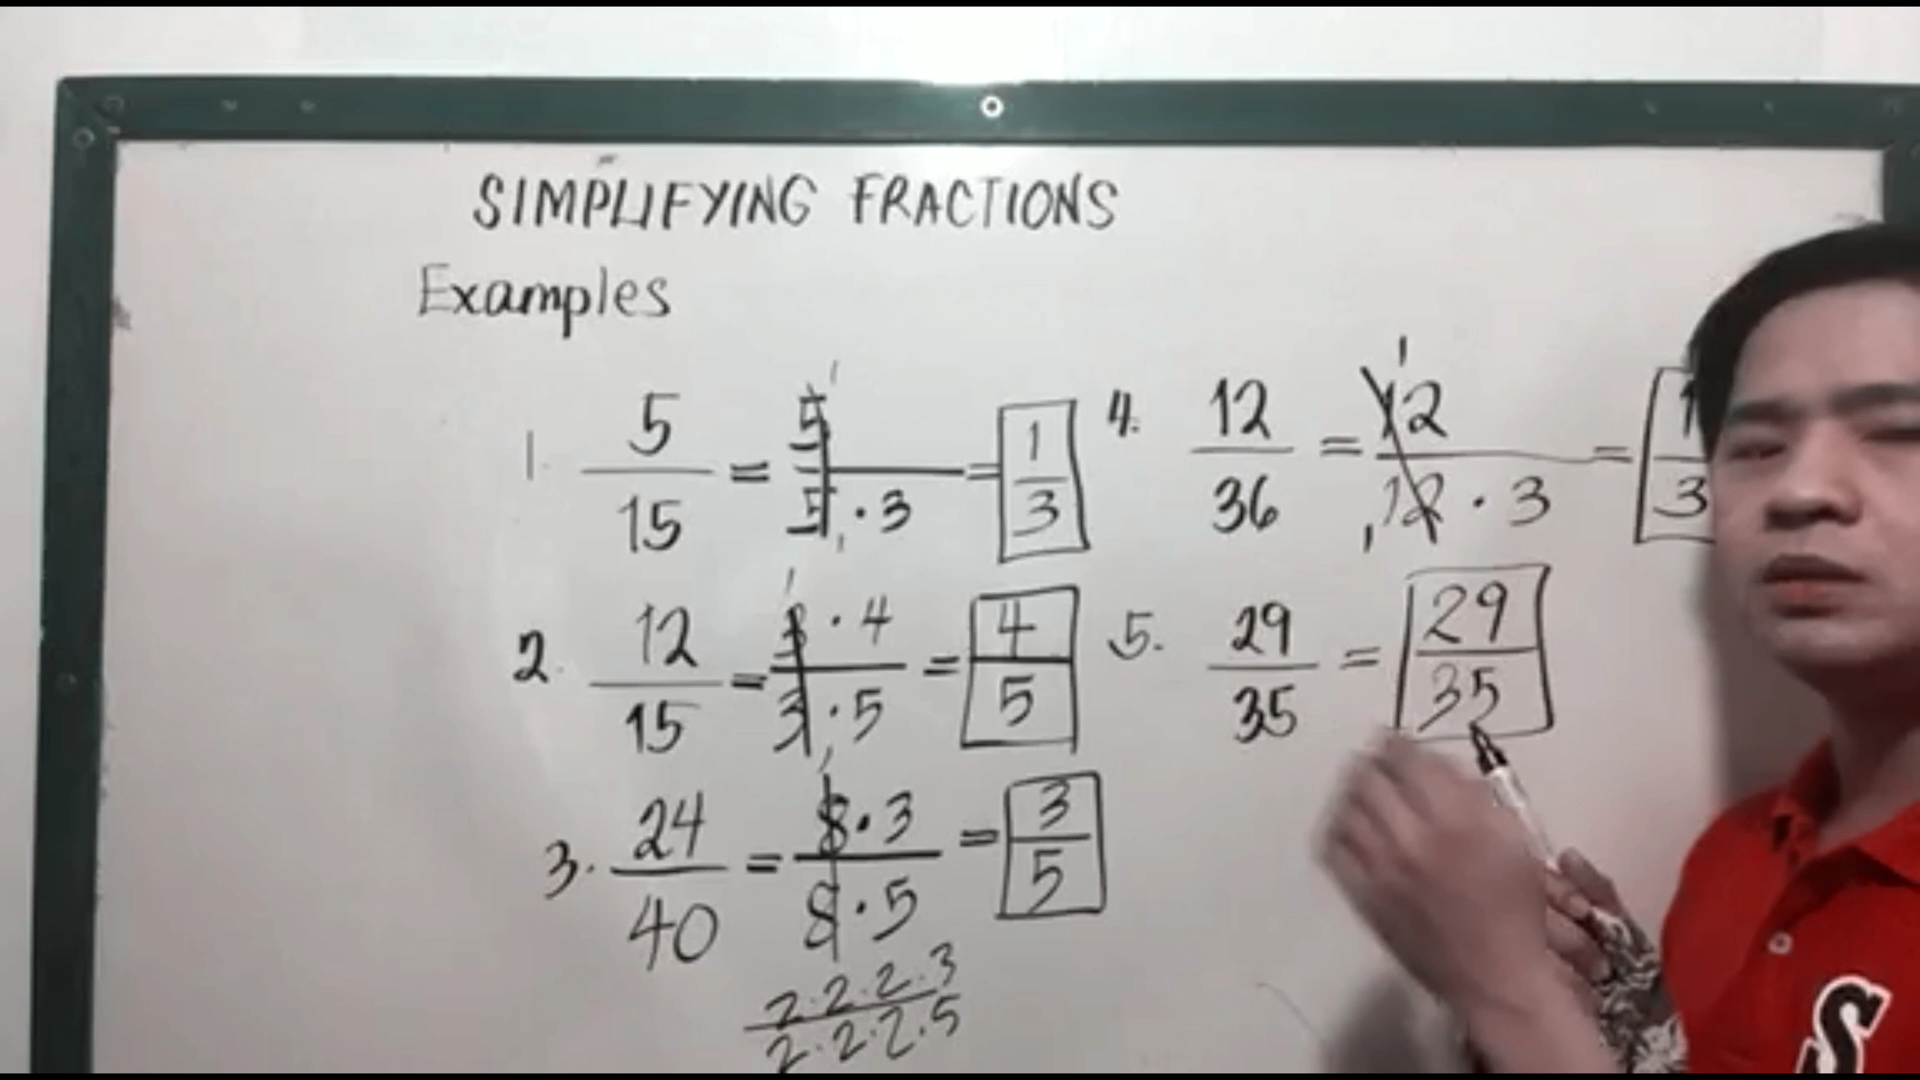 SIMPLIFYING FRACTIONS
Examples
1. 5/15 = 5/5 · 3 = 1/3
2. 12/15 = 3 · 4/3 · 5 = 4/5
3. 24/40 = 8 · 3/8 · 5 = 3/5
2 · 2 · 2 · 3/2 · 2 · 2 · 5
4. 12/36 = 12/12 · 3 = 1/3
5. 29/35 = 29/35
S